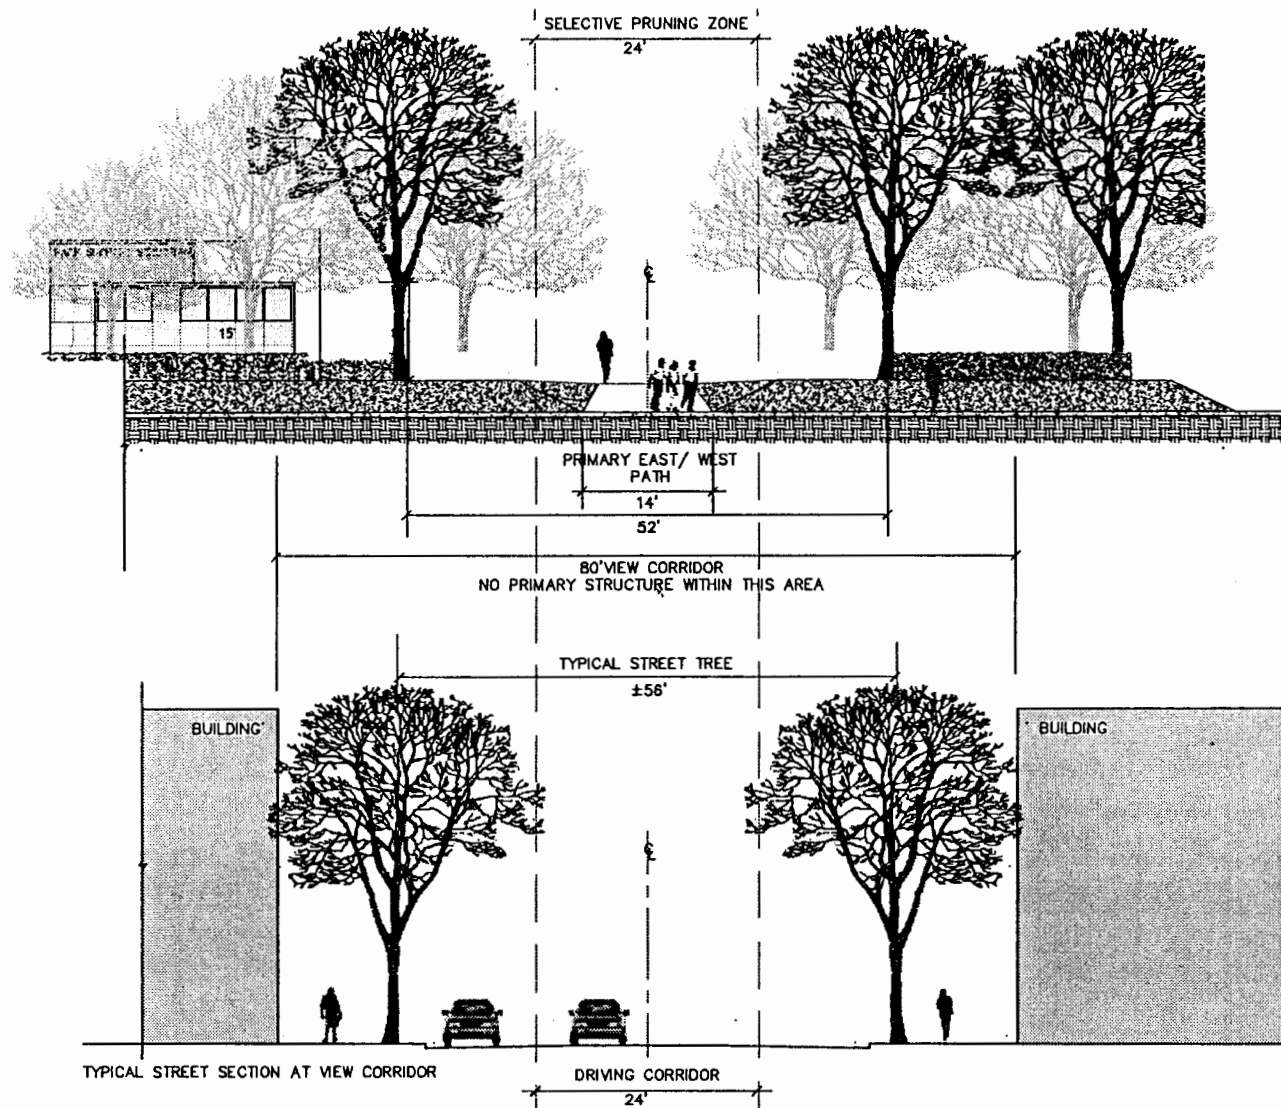 SELECTIVE PRUNING ZONE
24'
℄
15'
PRIMARY EAST/ WEST
PATH
14'
52'
80'VIEW CORRIDOR
NO PRIMARY STRUCTURE WITHIN THIS AREA
TYPICAL STREET TREE
±56'
BUILDING
BUILDING
℄
TYPICAL STREET SECTION AT VIEW CORRIDOR
DRIVING CORRIDOR
24'